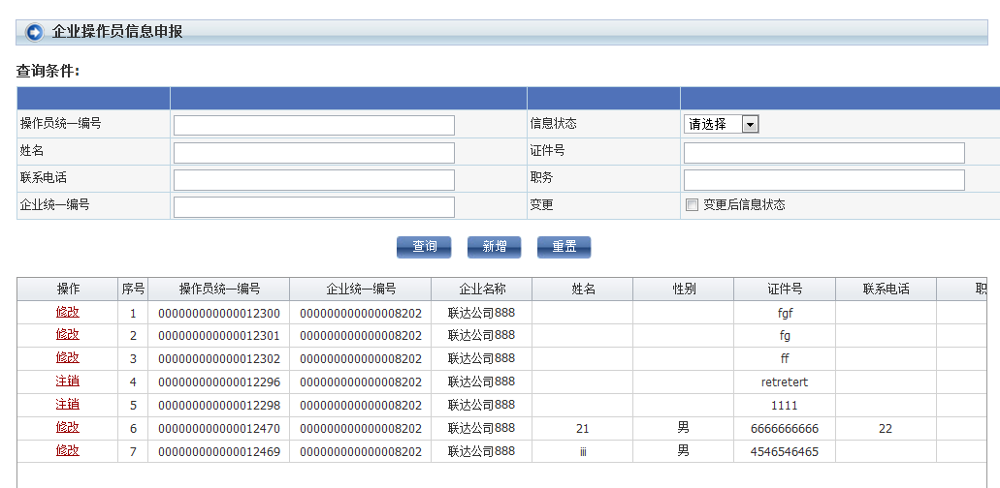 企业操作员信息申报
查询条件:
操作员统一编号 信息状态 请选择
姓名 证件号
联系电话 职务
企业统一编号 变更 变更后信息状态
查询 新增 重置
操作 序号 操作员统一编号 企业统一编号 企业名称 姓名 性别 证件号 联系电话 职
修改 1 000000000000012300 000000000000008202 联达公司888 fgf
修改 2 000000000000012301 000000000000008202 联达公司888 fg
修改 3 000000000000012302 000000000000008202 联达公司888 ff
注销 4 000000000000012296 000000000000008202 联达公司888 retretert
注销 5 000000000000012298 000000000000008202 联达公司888 1111
修改 6 000000000000012470 000000000000008202 联达公司888 21 男 6666666666 22
修改 7 000000000000012469 000000000000008202 联达公司888 iii 男 4546546465